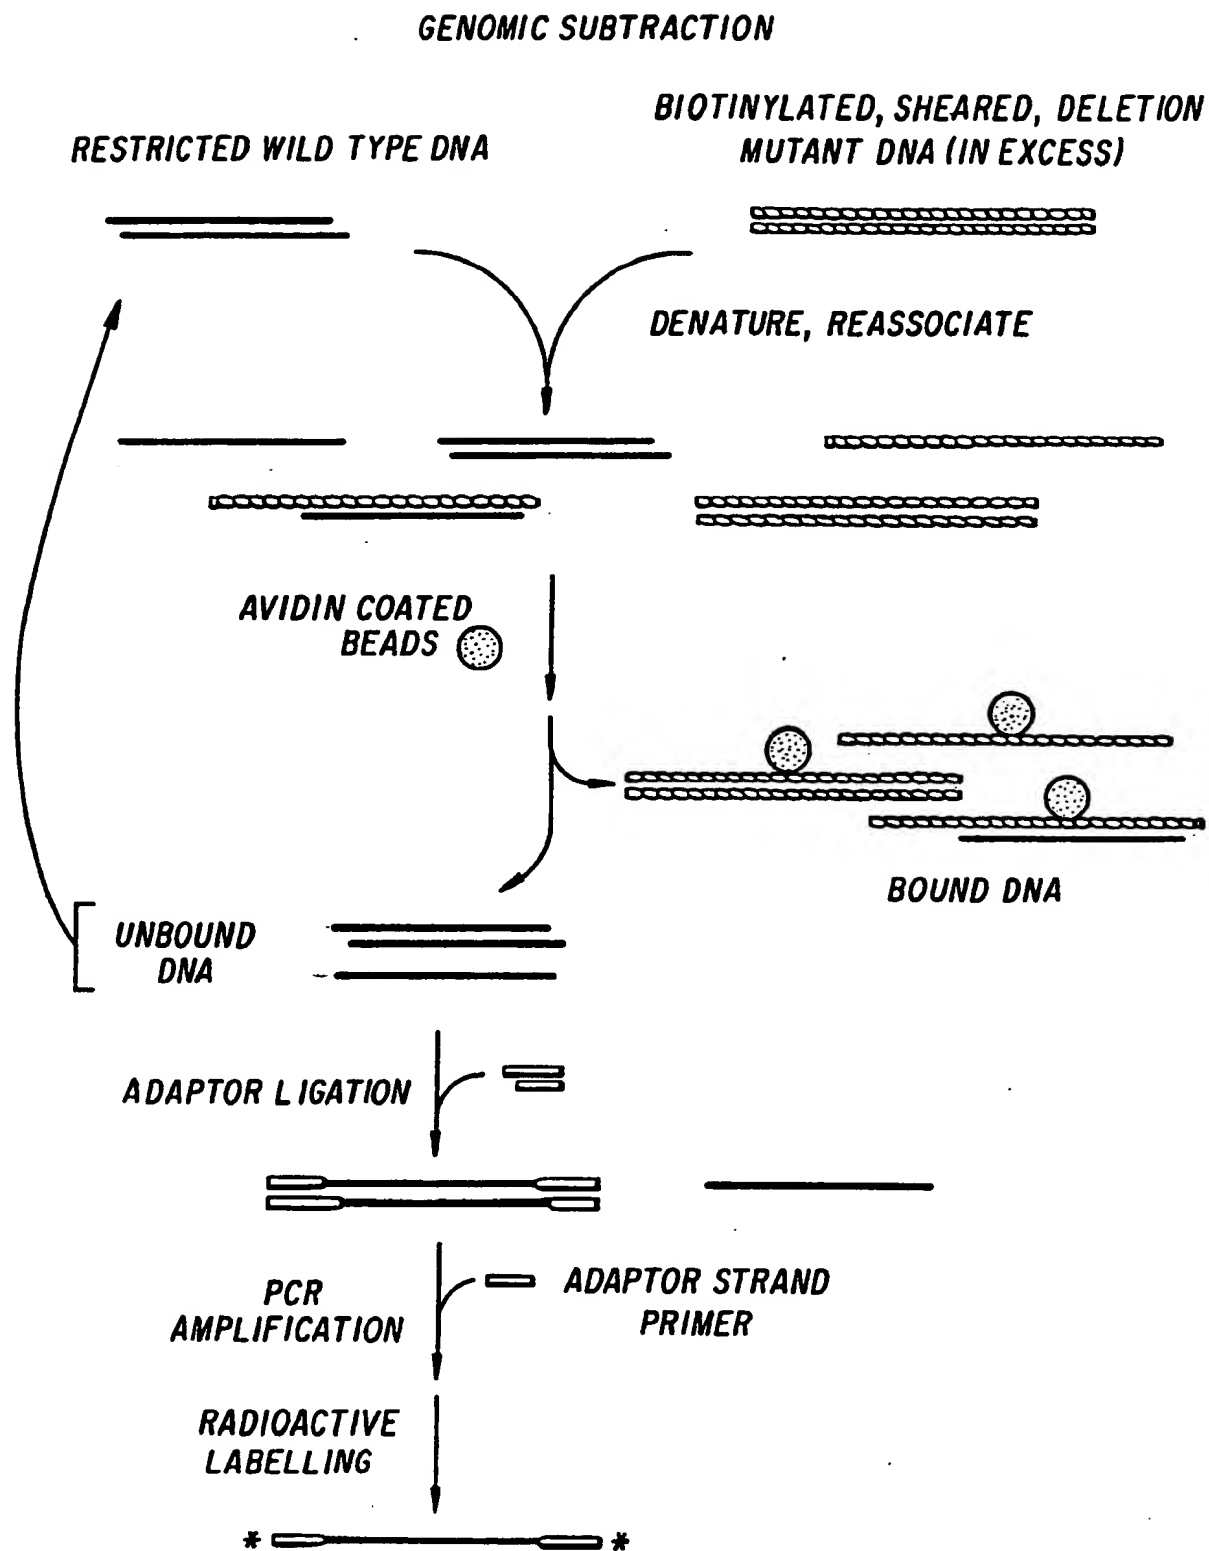 GENOMIC SUBTRACTION
RESTRICTED WILD TYPE DNA
BIOTINYLATED, SHEARED, DELETION
MUTANT DNA (IN EXCESS)
DENATURE, REASSOCIATE
AVIDIN COATED
BEADS
BOUND DNA
UNBOUND
DNA
ADAPTOR LIGATION
PCR
AMPLIFICATION
ADAPTOR STRAND
PRIMER
RADIOACTIVE
LABELLING
* *